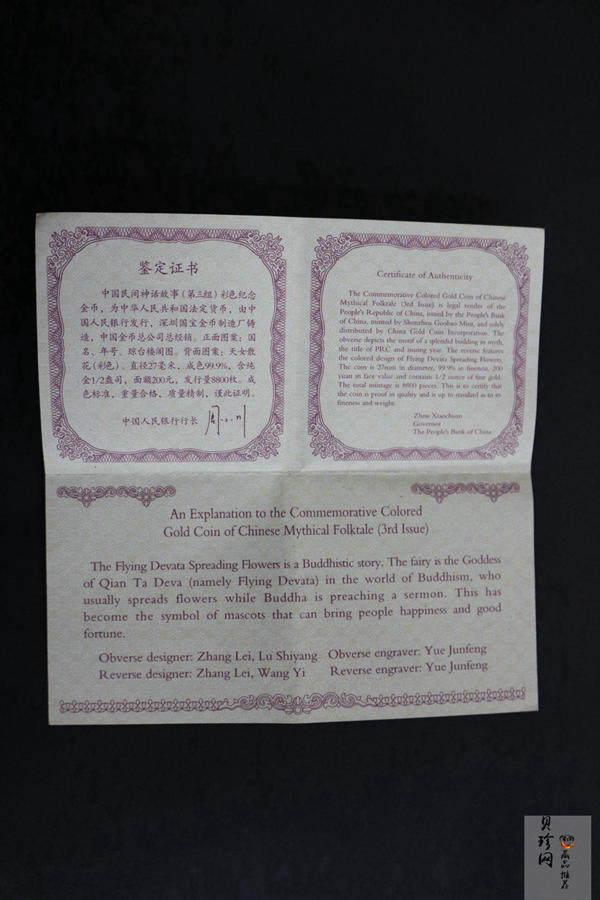 鉴定证书
中国民间神话故事(第三组)彩色纪念
金币,为中华人民共和国法定货币,由中
国人民银行发行,深圳国宝金币制造厂铸
造,中国金币总公司总经销。正面图案:国
名、年号、琼台楼阁图。背面图案:天女散
花(彩色)。直径27毫米,成色99.9%,含纯
金1/2盎司,面额200元,发行量8800枚。成
色标准,重量合格,质量精制,谨此证明。
中国人民银行行长
Certificate of Authenticity
The Commemorative Colored Gold Coin of Chinese
Mythical Folktale (3rd Issue) is legal tender of the
People's Republic of China, issued by the People's Bank
of China, minted by Shenzhen Guobao Mint, and solely
distributed by China Gold Coin Incorporation. The
obverse depicts the motif of a splendid building in myth,
the title of PRC and issuing year. The reverse features
the colored design of Flying Devata Spreading Flowers.
The coin is 27mm in diameter, 99.9% in fineness, 200
yuan in face value and contains 1/2 ounce of fine gold.
The total mintage is 8800 pieces. This is to certify that
the coin is proof in quality and is up to standard as to its
fineness and weight.
Zhou Xiaochuan
Governor
The People's Bank of China
An Explanation to the Commemorative Colored
Gold Coin of Chinese Mythical Folktale (3rd Issue)
The Flying Devata Spreading Flowers is a Buddhistic story. The fairy is the Goddess
of Qian Ta Deva (namely Flying Devata) in the world of Buddhism, who
usually spreads flowers while Buddha is preaching a sermon. This has
become the symbol of mascots that can bring people happiness and good
fortune.
Obverse designer: Zhang Lei, Lu Shiyang Obverse engraver: Yue Junfeng
Reverse designer: Zhang Lei, Wang Yi Reverse engraver: Yue Junfeng
贝珍网
藏品推荐